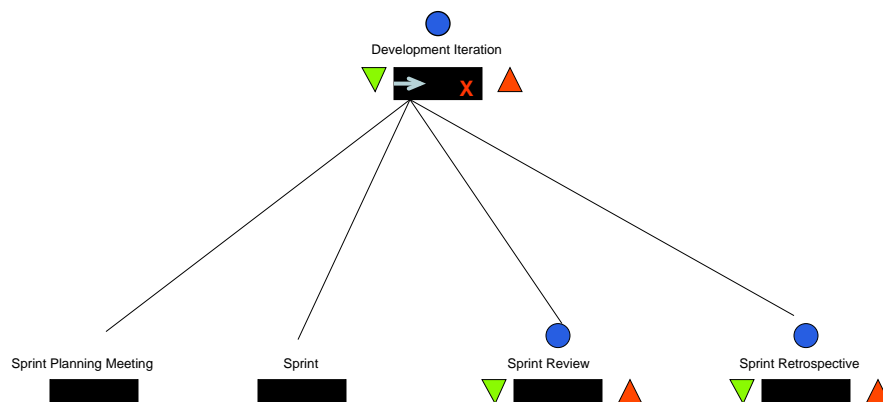 Development Iteration
X
Sprint Planning Meeting
Sprint
Sprint Review
Sprint Retrospective